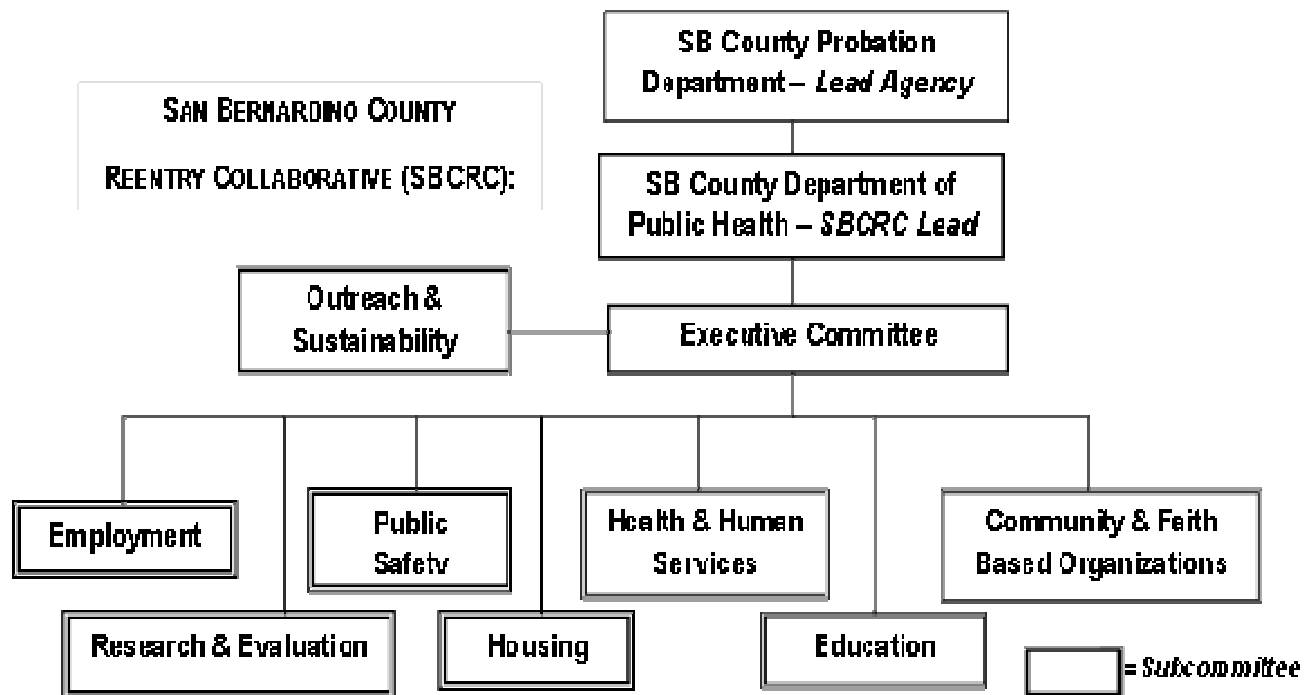 SB County Probation
Department – Lead Agency
SAN BERNARDINO COUNTY
REENTRY COLLABORATIVE (SBCRC):
SB County Department of
Public Health – SBCRC Lead
Outreach &
Sustainability
Executive Committee
Employment
Public
Safety
Health & Human
Services
Community & Faith
Based Organizations
Research & Evaluation
Housing
Education
= Subcommittee